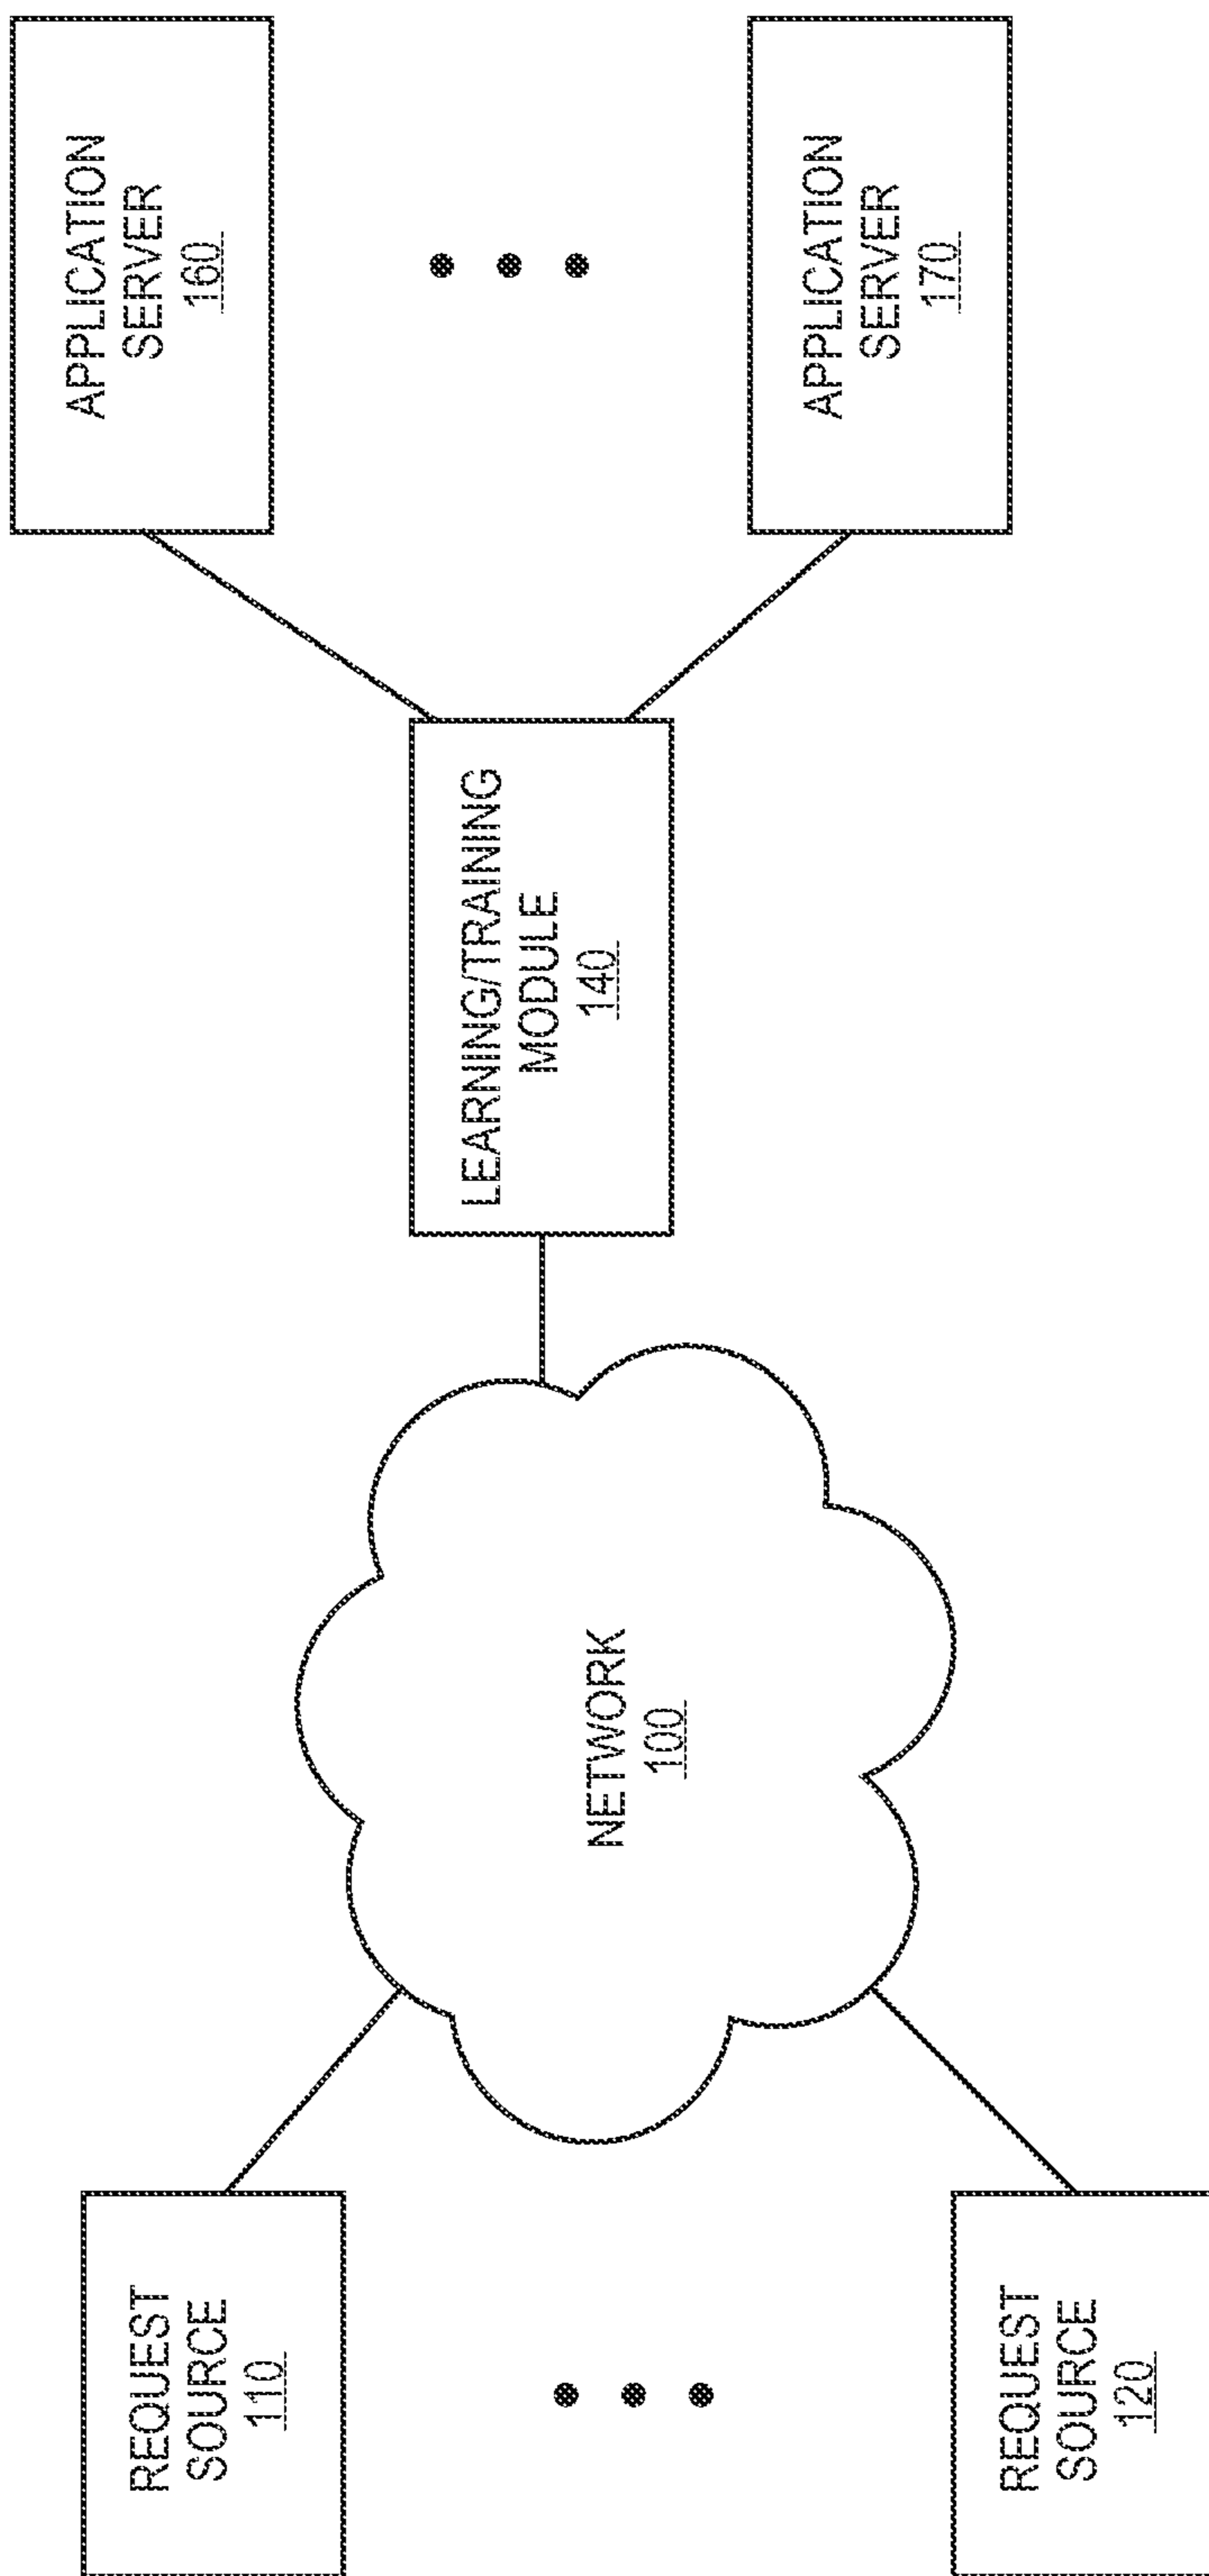 REQUEST
SOURCE
110
REQUEST
SOURCE
120
NETWORK
100
LEARNING/TRAINING
MODULE
140
APPLICATION
SERVER
160
APPLICATION
SERVER
170